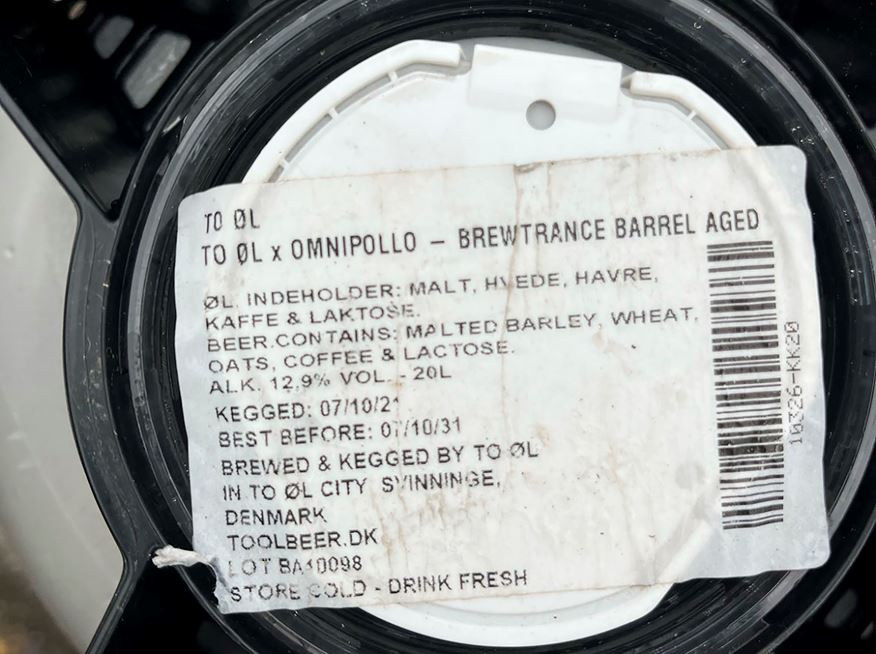 TO ØL
TO ØL x OMNIPOLLO – BREWTRANCE BARREL AGED
ØL. INDEHOLDER: MALT, HVEDE, HAVRE,
KAFFE & LAKTOSE.
BEER.CONTAINS: MALTED BARLEY, WHEAT,
OATS, COFFEE & LACTOSE.
ALK. 12,9% VOL. - 20L
KEGGED: 07/10/21
BEST BEFORE: 07/10/31
BREWED & KEGGED BY TO ØL
IN TO ØL CITY SVINNINGE,
DENMARK
TOOLBEER.DK
LOT BA10098
STORE COLD - DRINK FRESH
10326-KK20